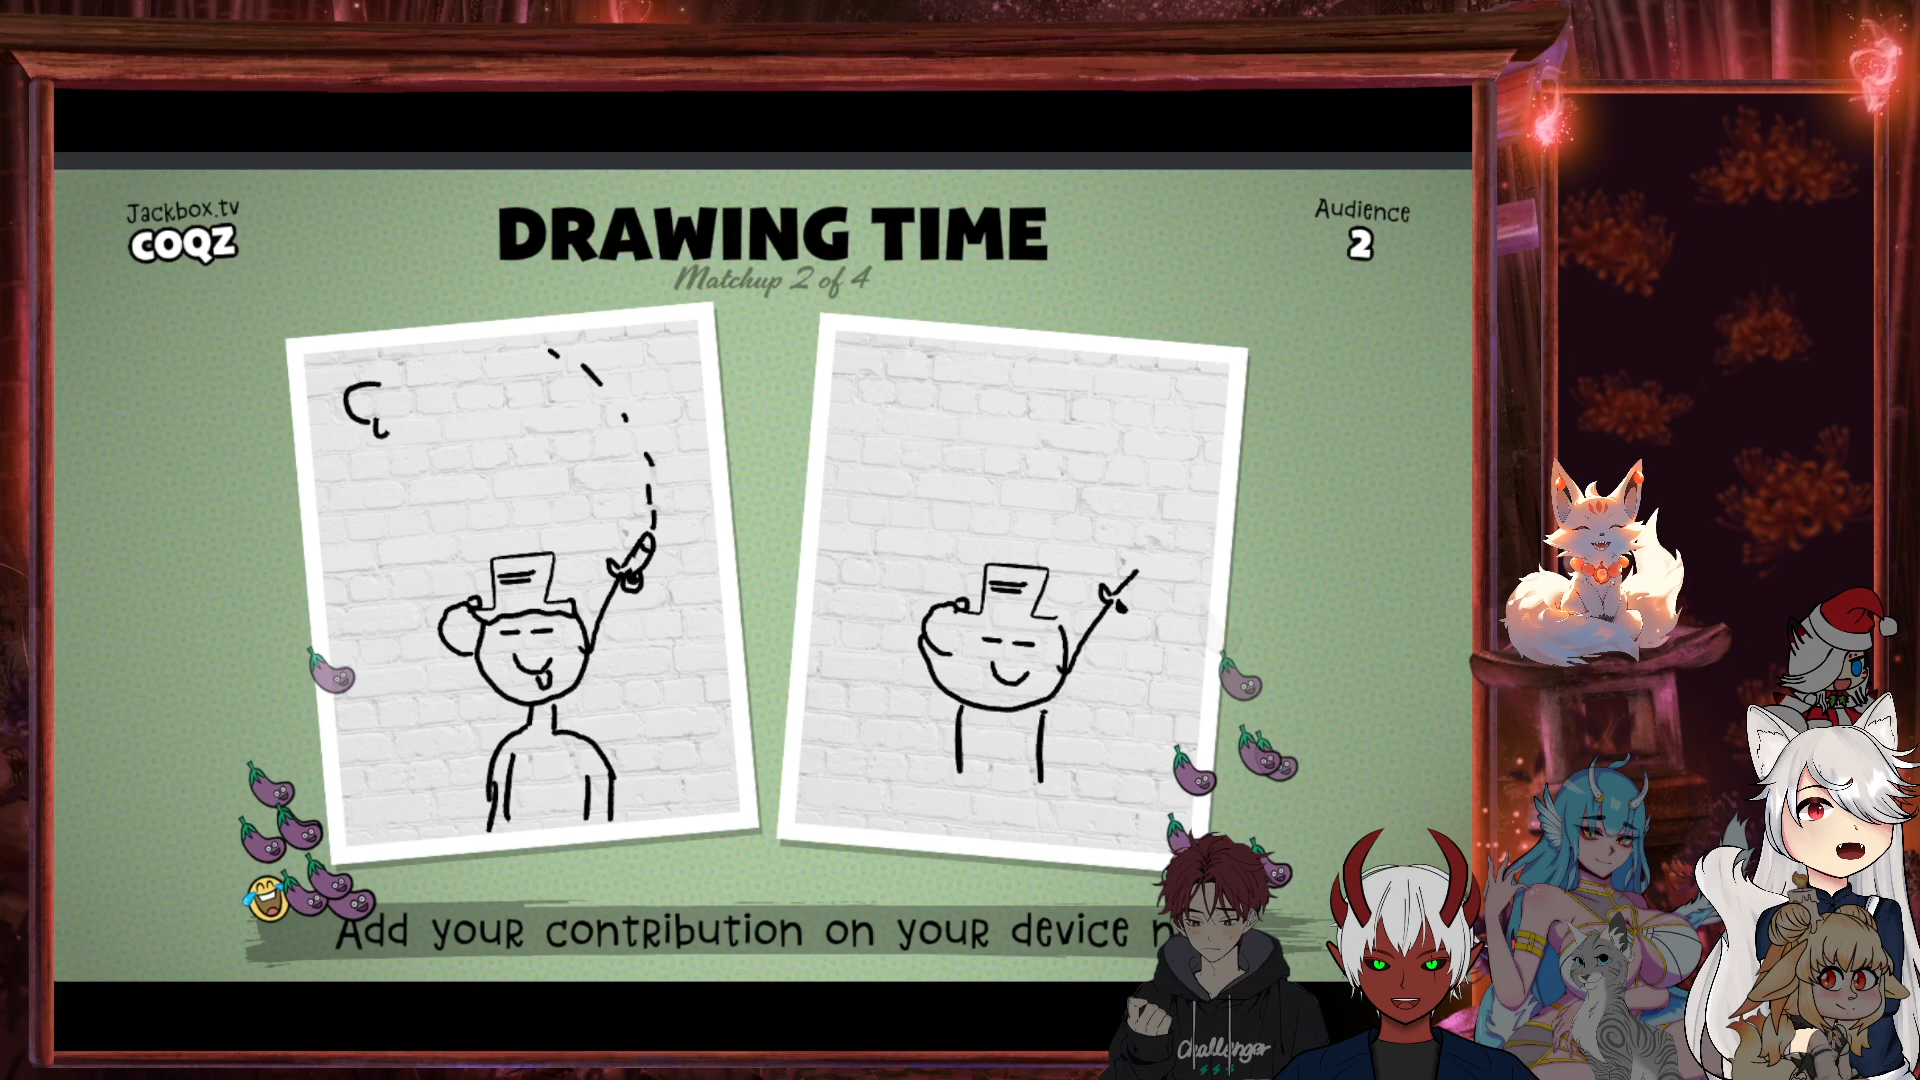 Jackbox.tv
COQZ
DRAWING TIME
Matchup 2 of 4
Audience
2
Add your contribution on your device n
Challenger